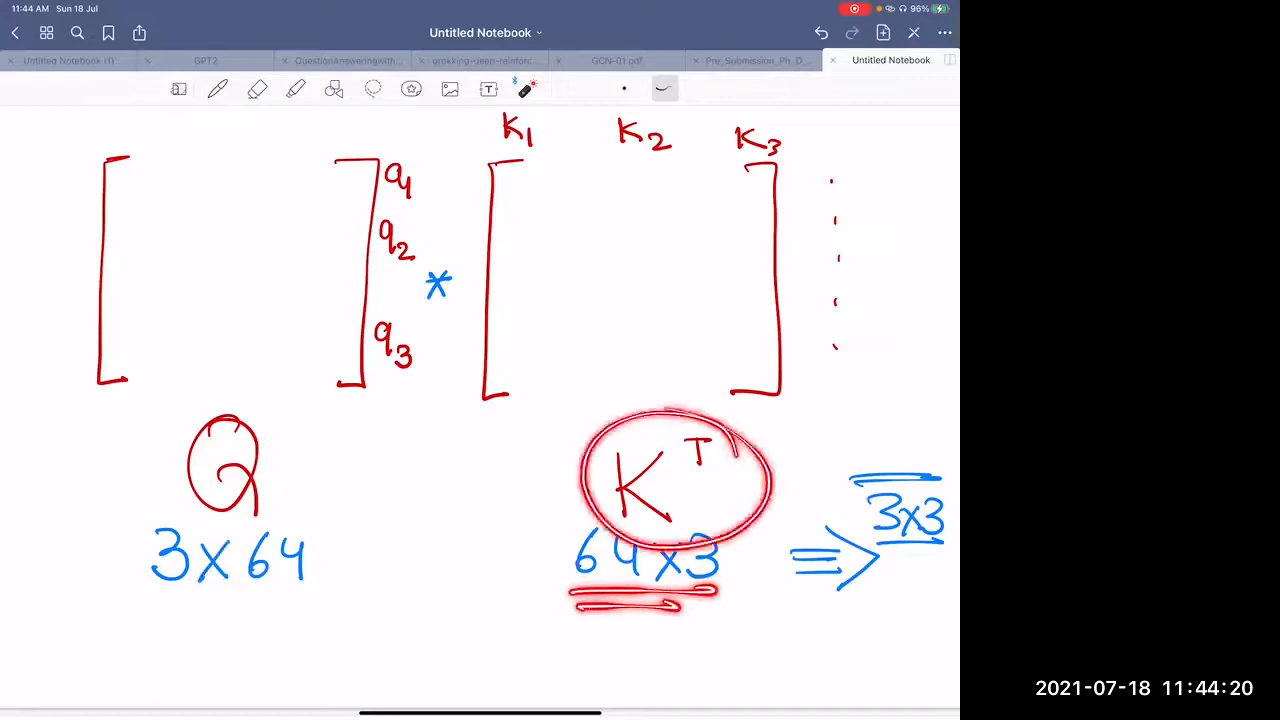 11:44 AM Sun 18 Jul
96%
Untitled Notebook
Untitled Notebook (1)
GPT2
QuestionAnsweringwith...
grokking-deep-reinforc...
GCN-01.pdf
Pre_Submission_Ph_D_...
Untitled Notebook
K1 K2 K3
q1
q2
*
q3
Q
K^T
3x3
3x64
64x3
=>
2021-07-18 11:44:20